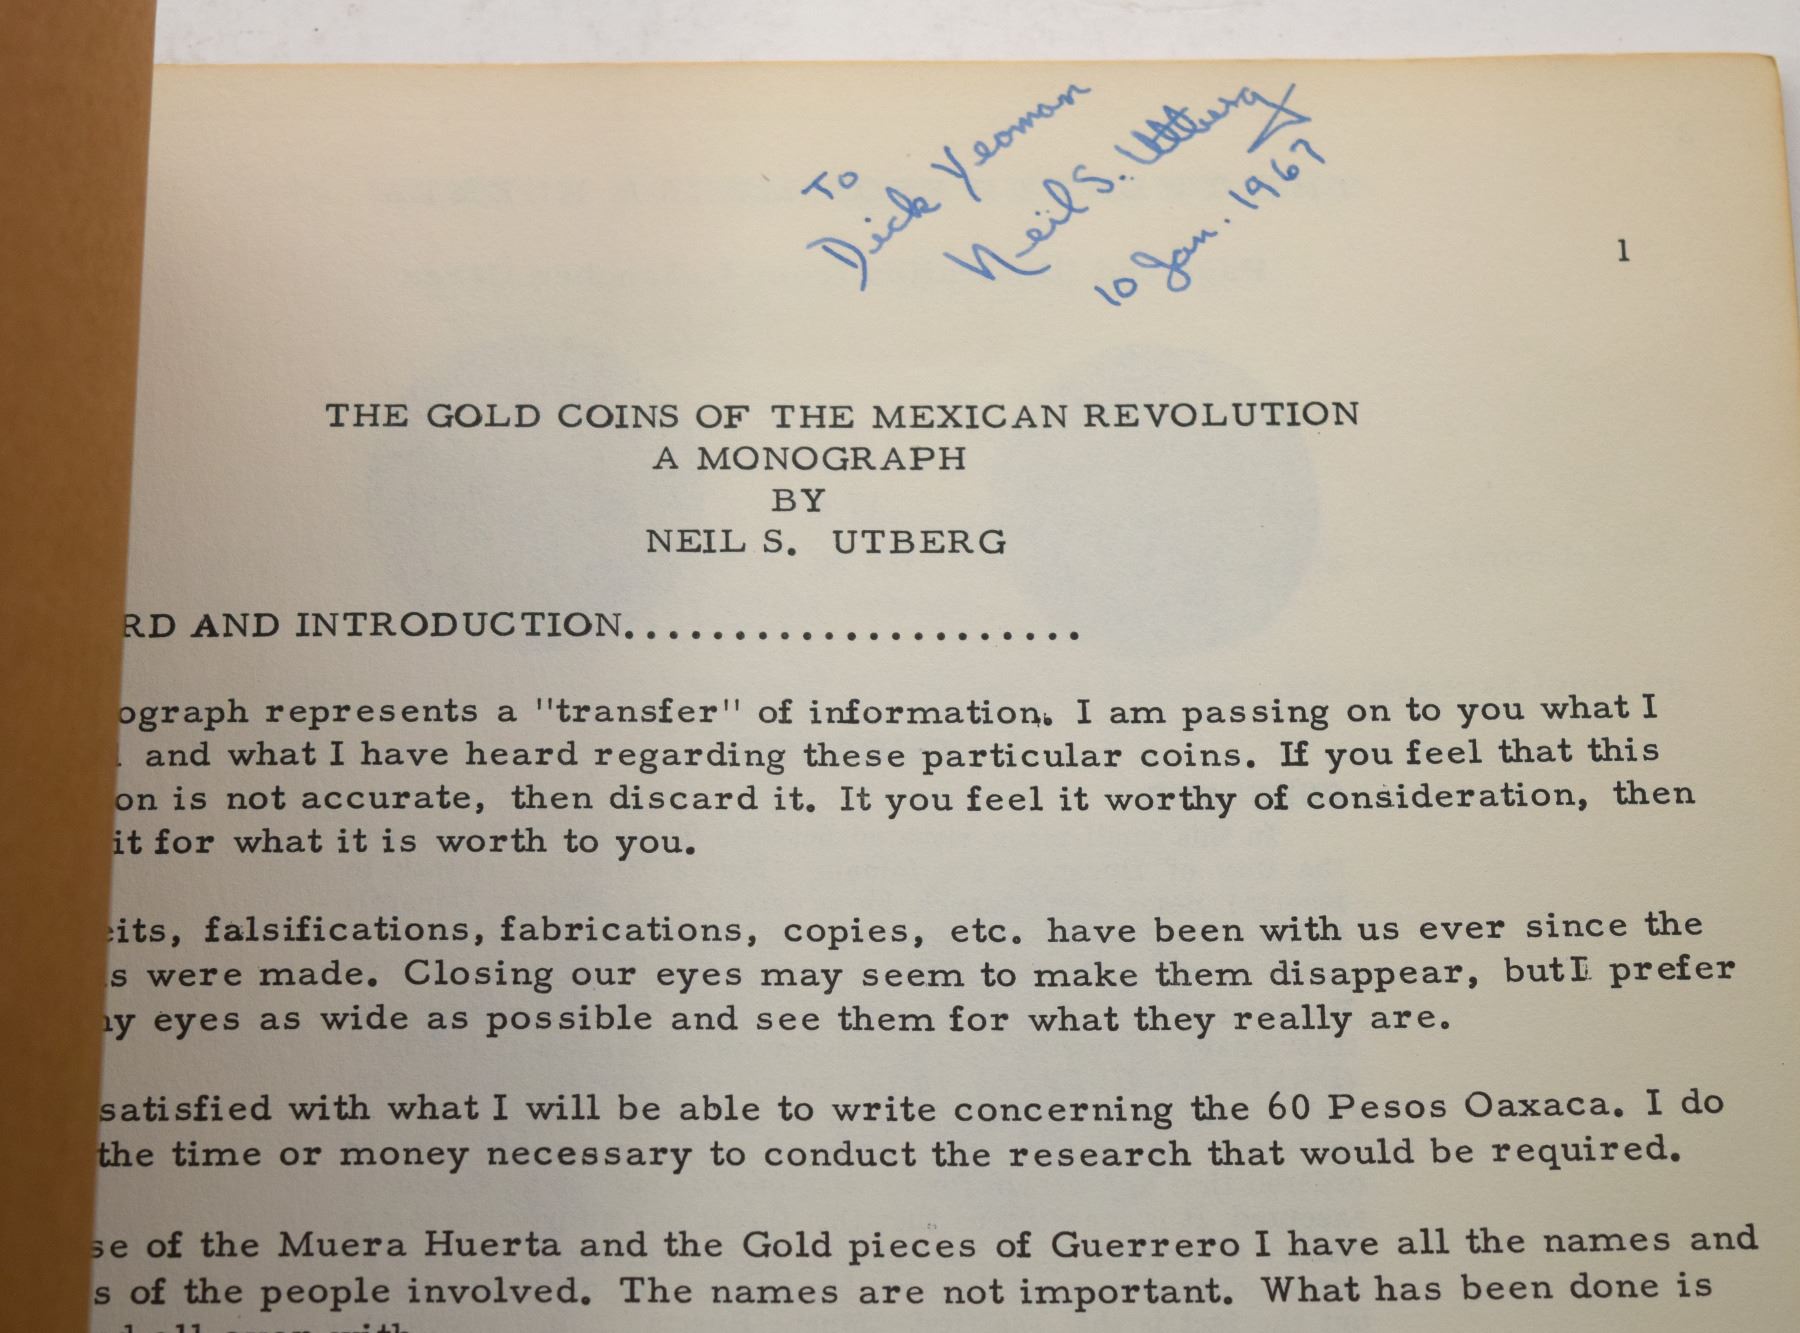 To
Dick Yeoman
Neil S. Utberg
10 Jan. 1967
1
THE GOLD COINS OF THE MEXICAN REVOLUTION
A MONOGRAPH
BY
NEIL S. UTBERG
RD AND INTRODUCTION.....................
ograph represents a "transfer" of information. I am passing on to you what I
and what I have heard regarding these particular coins. If you feel that this
on is not accurate, then discard it. It you feel it worthy of consideration, then
it for what it is worth to you.
eits, falsifications, fabrications, copies, etc. have been with us ever since the
s were made. Closing our eyes may seem to make them disappear, but I prefer
my eyes as wide as possible and see them for what they really are.
satisfied with what I will be able to write concerning the 60 Pesos Oaxaca. I do
the time or money necessary to conduct the research that would be required.
se of the Muera Huerta and the Gold pieces of Guerrero I have all the names and
s of the people involved. The names are not important. What has been done is